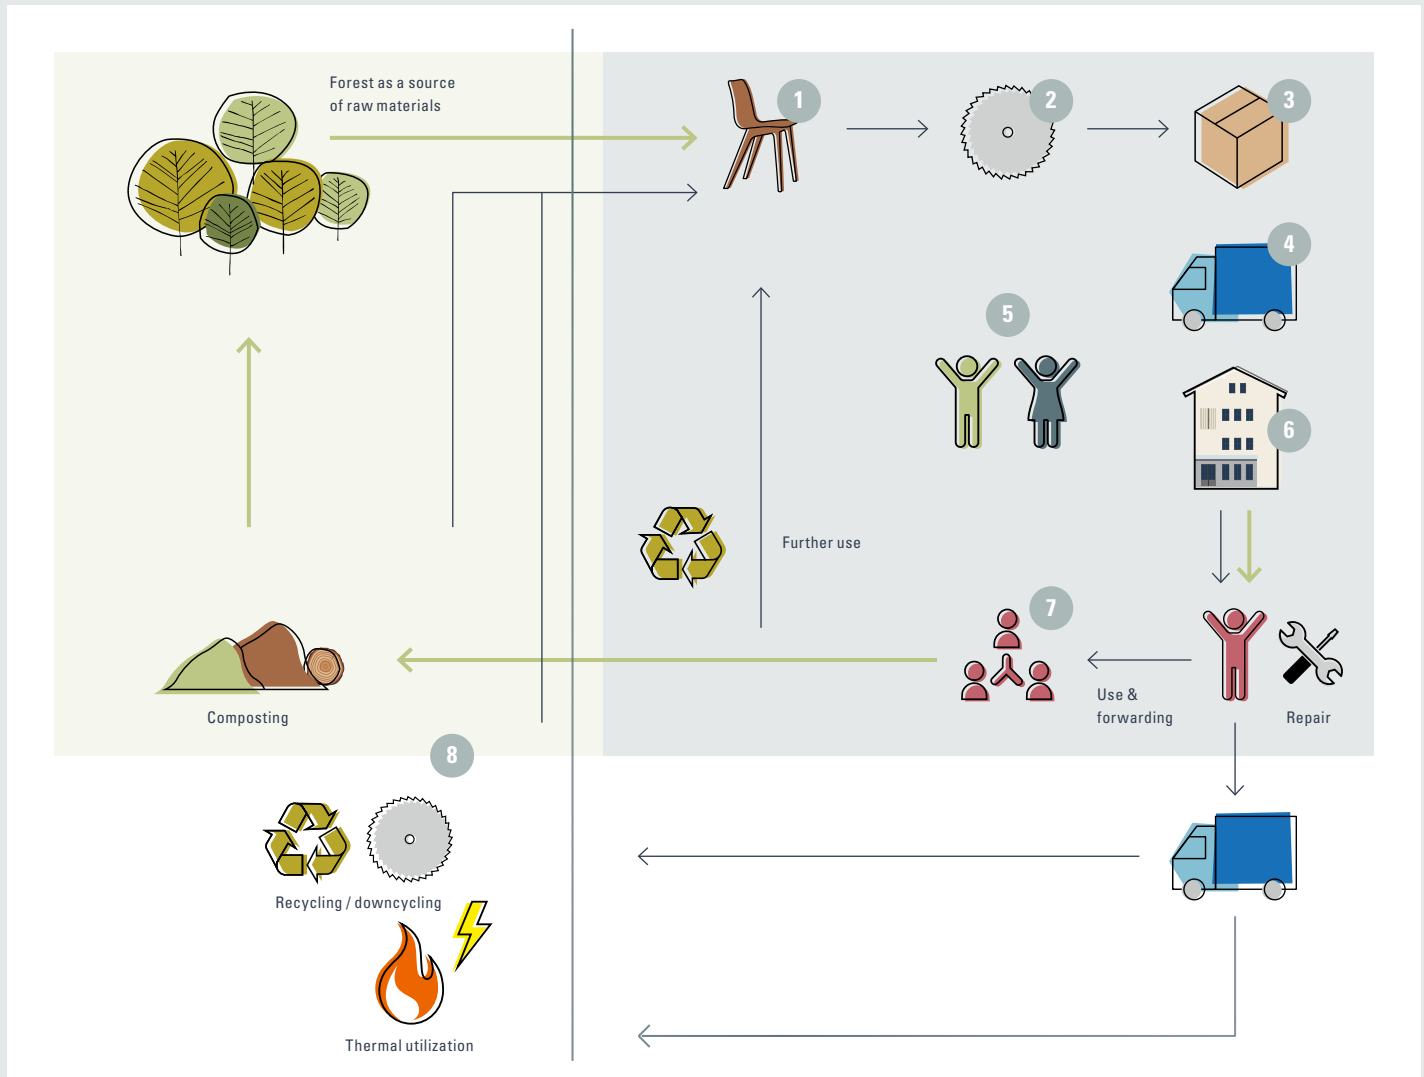 Forest as a source
of raw materials
1
2
3
4
5
6
Further use
7
Use &
forwarding
Repair
Composting
8
Recycling / downcycling
Thermal utilization